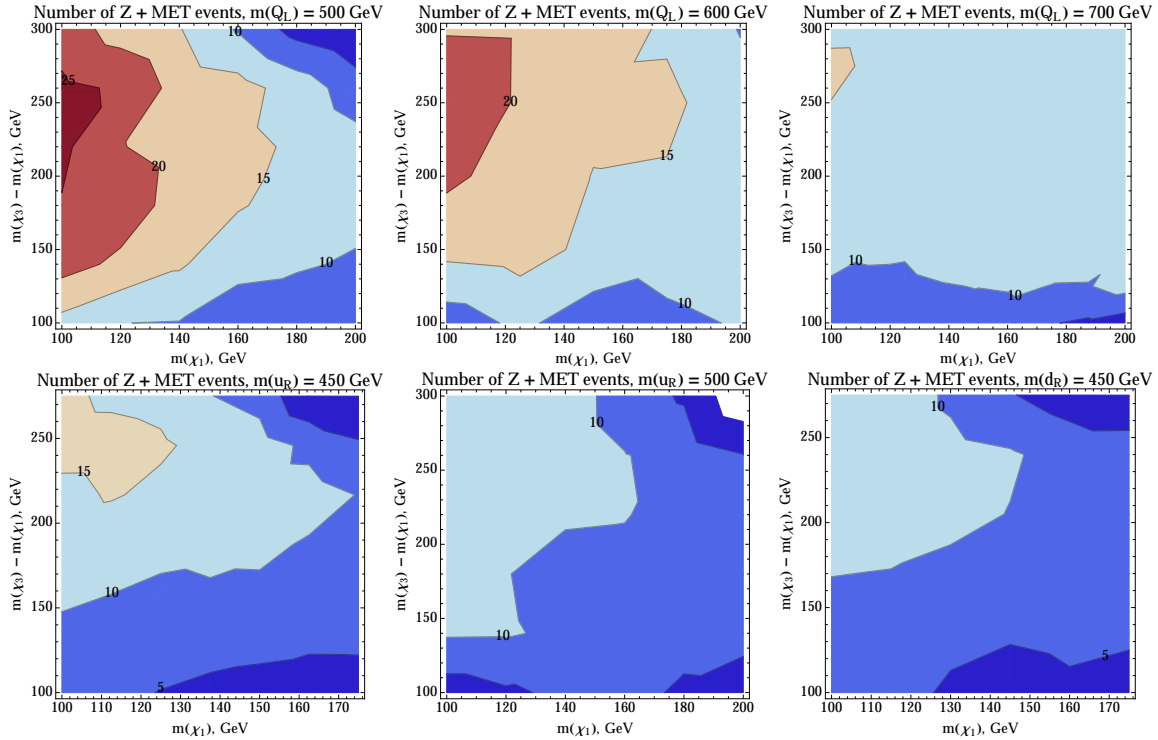 Number of Z + MET events, m(Q_L) = 500 GeV
300
250
200
150
100
m(χ₃) − m(χ₁), GeV
25
20
15
10
10
100 120 140 160 180 200
m(χ₁), GeV
Number of Z + MET events, m(Q_L) = 600 GeV
300
250
200
150
100
m(χ₃) − m(χ₁), GeV
20
15
10
100 120 140 160 180 200
m(χ₁), GeV
Number of Z + MET events, m(Q_L) = 700 GeV
300
250
200
150
100
m(χ₃) − m(χ₁), GeV
10
10
100 120 140 160 180 200
m(χ₁), GeV
Number of Z + MET events, m(u_R) = 450 GeV
250
200
150
100
m(χ₃) − m(χ₁), GeV
15
10
5
100 110 120 130 140 150 160 170
m(χ₁), GeV
Number of Z + MET events, m(u_R) = 500 GeV
300
250
200
150
100
m(χ₃) − m(χ₁), GeV
10
10
100 120 140 160 180 200
m(χ₁), GeV
Number of Z + MET events, m(d_R) = 450 GeV
250
200
150
100
m(χ₃) − m(χ₁), GeV
10
5
100 110 120 130 140 150 160 170
m(χ₁), GeV